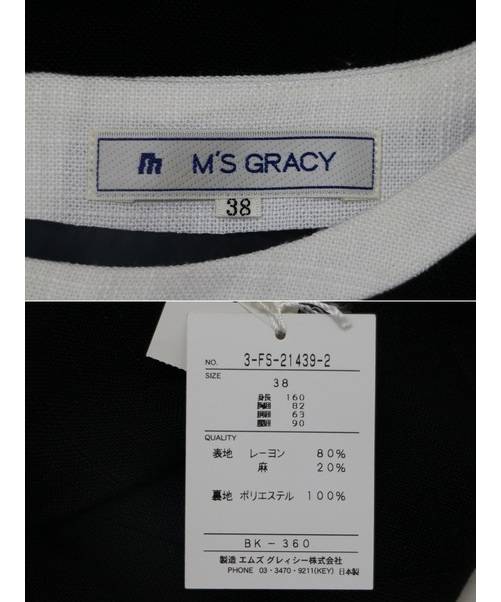 M'S GRACY
38
NO. 3-FS-21439-2
SIZE
38
身長 160
胸囲 82
胴囲 63
腰囲 90
QUALITY
表地 レーヨン 80%
麻 20%
裏地 ポリエステル 100%
BK-360
製造 エムズ グレィシー株式会社
PHONE 03・3470・9211(KEY) 日本製